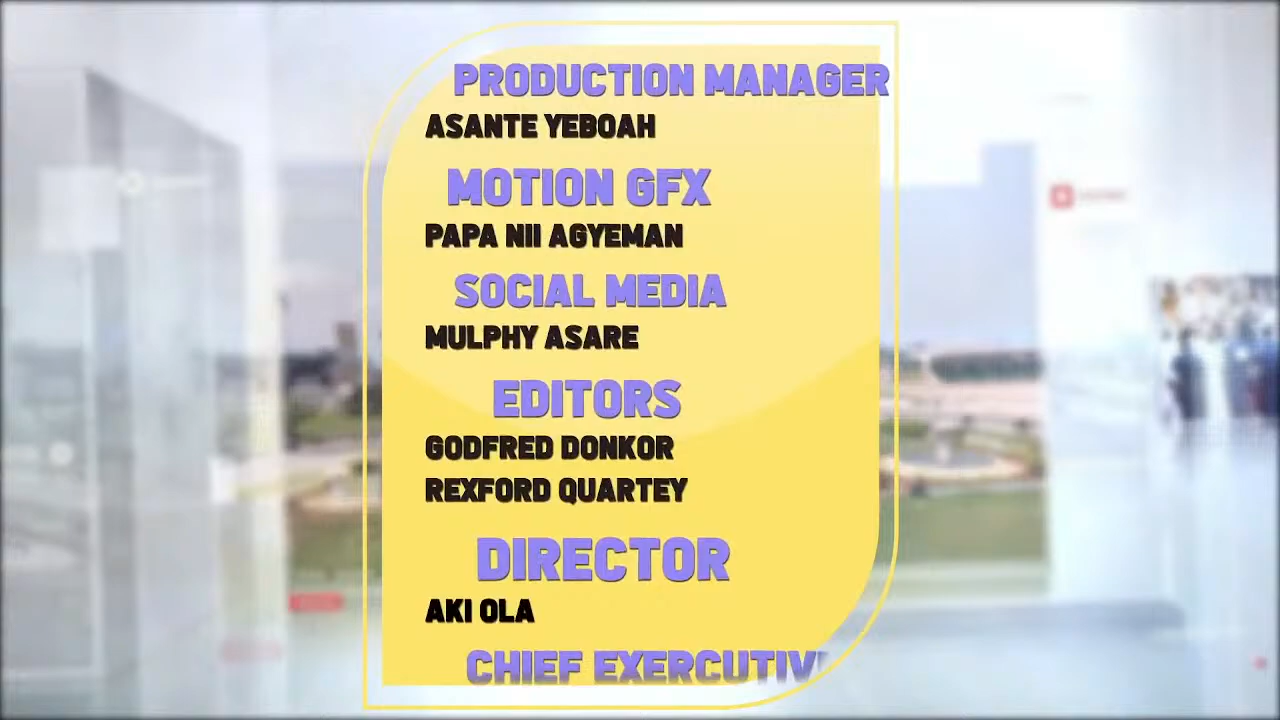 PRODUCTION MANAGER
ASANTE YEBOAH
MOTION GFX
PAPA NII AGYEMAN
SOCIAL MEDIA
MULPHY ASARE
EDITORS
GODFRED DONKOR
REXFORD QUARTEY
DIRECTOR
AKI OLA
CHIEF